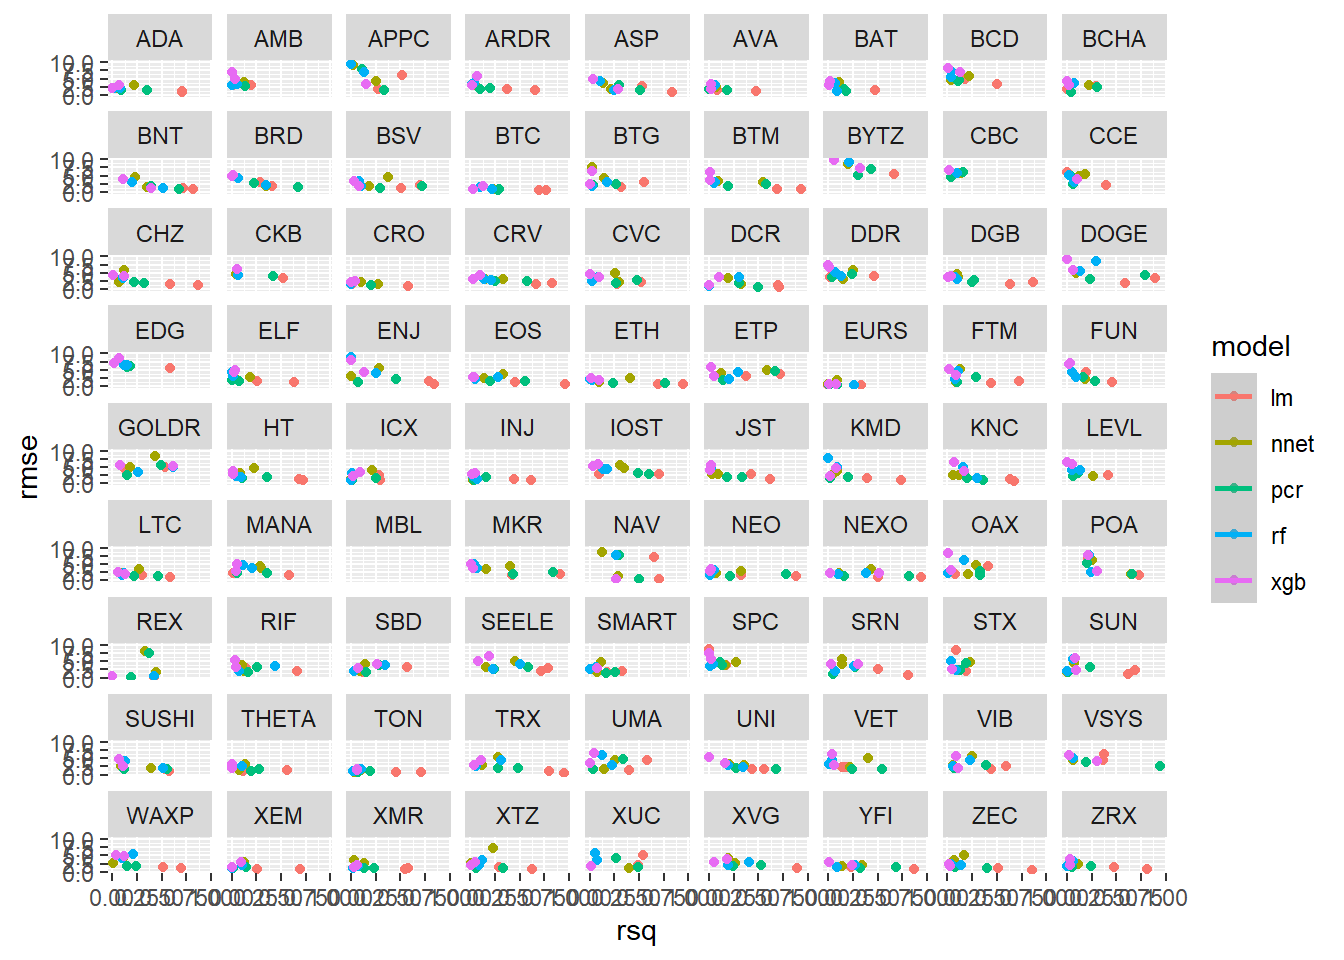 ADA AMB APPC ARDR ASP AVA BAT BCD BCHA
BNT BRD BSV BTC BTG BTM BYTZ CBC CCE
CHZ CKB CRO CRV CVC DCR DDR DGB DOGE
EDG ELF ENJ EOS ETH ETP EURS FTM FUN
GOLDR HT ICX INJ IOST JST KMD KNC LEVL
LTC MANA MBL MKR NAV NEO NEXO OAX POA
REX RIF SBD SEELE SMART SPC SRN STX SUN
SUSHI THETA TON TRX UMA UNI VET VIB VSYS
WAXP XEM XMR XTZ XUC XVG YFI ZEC ZRX
rmse
rsq
model
lm
nnet
pcr
rf
xgb